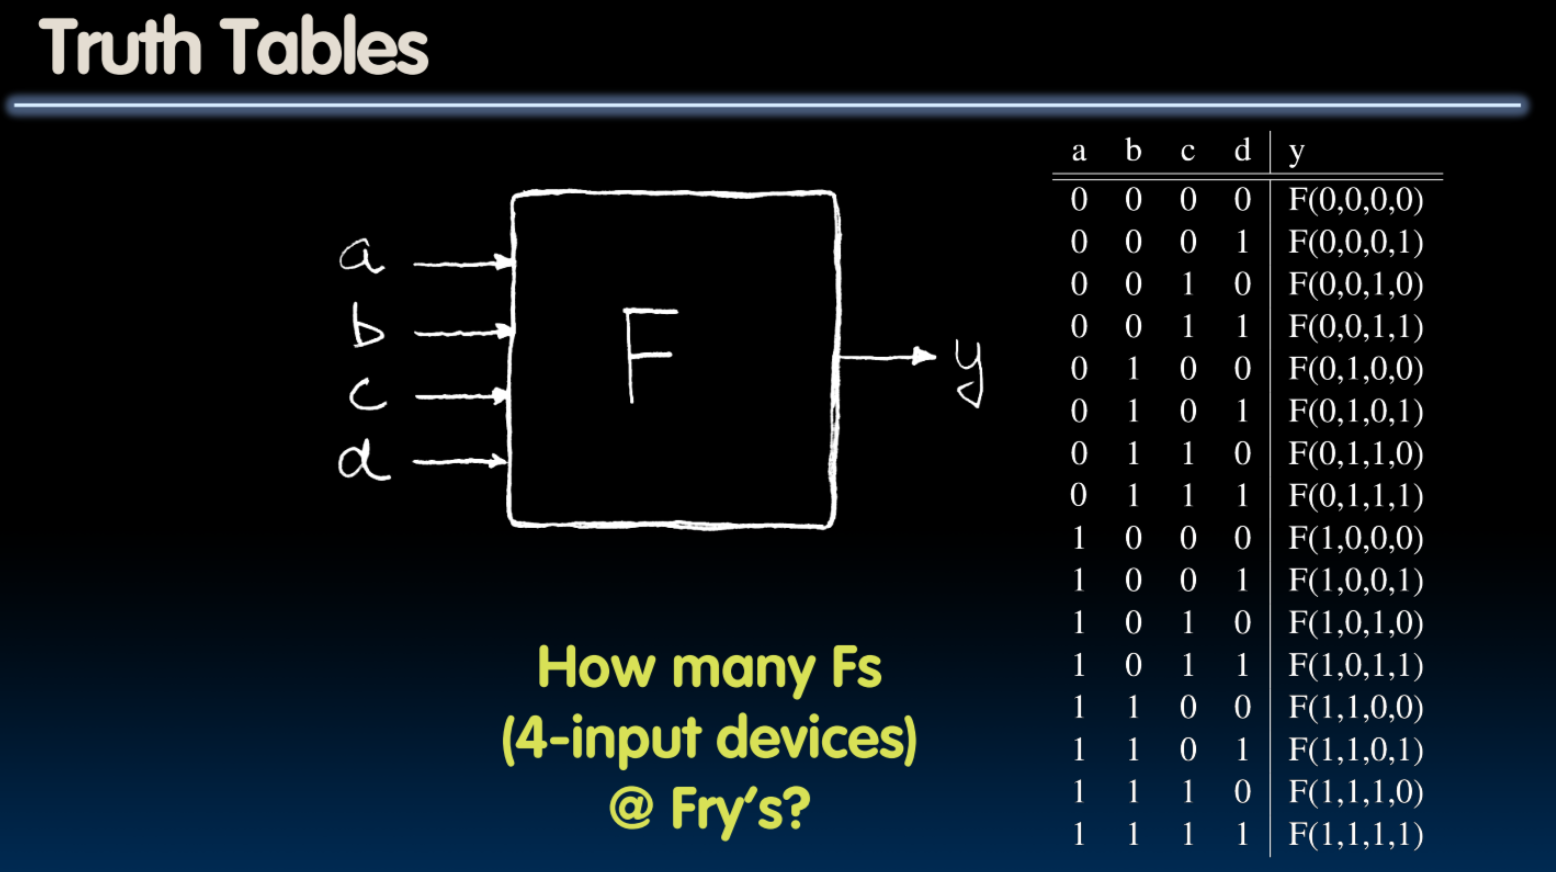 Truth Tables
a
b
c
d
F
y
How many Fs
(4-input devices)
@ Fry's?
a b c d y
0 0 0 0 F(0,0,0,0)
0 0 0 1 F(0,0,0,1)
0 0 1 0 F(0,0,1,0)
0 0 1 1 F(0,0,1,1)
0 1 0 0 F(0,1,0,0)
0 1 0 1 F(0,1,0,1)
0 1 1 0 F(0,1,1,0)
0 1 1 1 F(0,1,1,1)
1 0 0 0 F(1,0,0,0)
1 0 0 1 F(1,0,0,1)
1 0 1 0 F(1,0,1,0)
1 0 1 1 F(1,0,1,1)
1 1 0 0 F(1,1,0,0)
1 1 0 1 F(1,1,0,1)
1 1 1 0 F(1,1,1,0)
1 1 1 1 F(1,1,1,1)